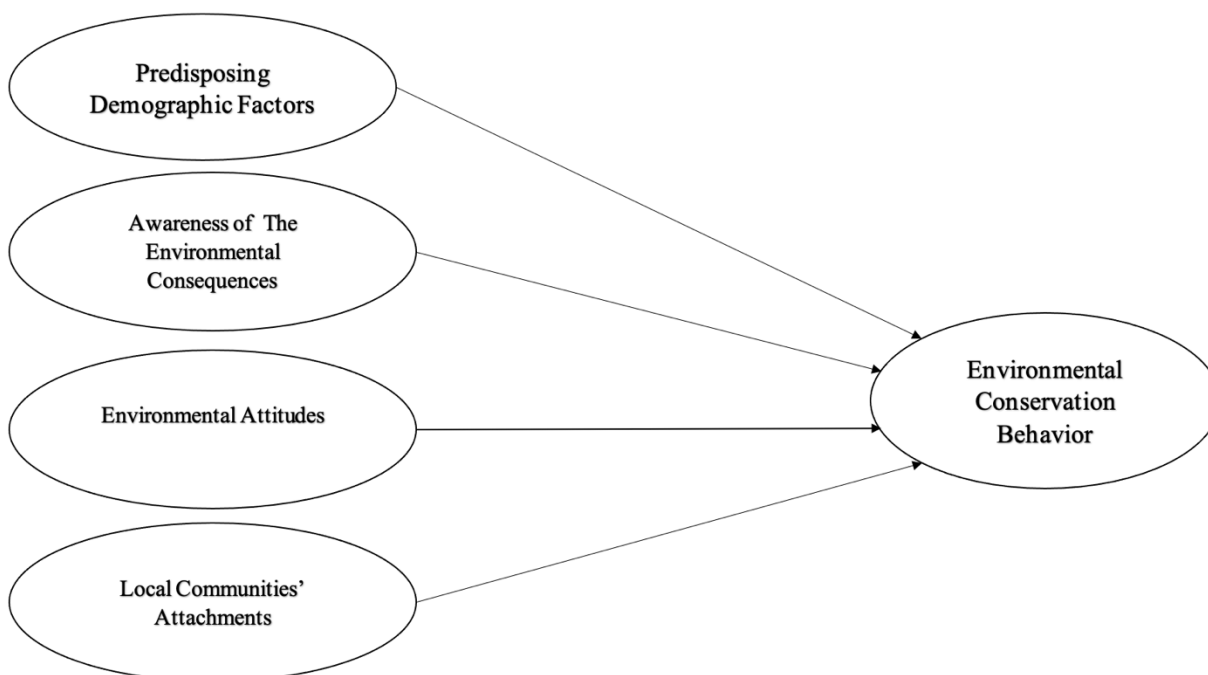 Predisposing
Demographic Factors
Awareness of The
Environmental
Consequences
Environmental Attitudes
Local Communities’
Attachments
Environmental
Conservation
Behavior